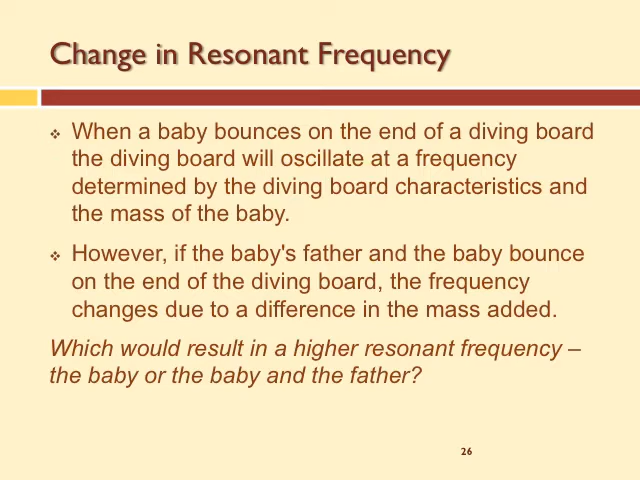 Change in Resonant Frequency
❖ When a baby bounces on the end of a diving board
the diving board will oscillate at a frequency
determined by the diving board characteristics and
the mass of the baby.
❖ However, if the baby's father and the baby bounce
on the end of the diving board, the frequency
changes due to a difference in the mass added.
Which would result in a higher resonant frequency –
the baby or the baby and the father?
26